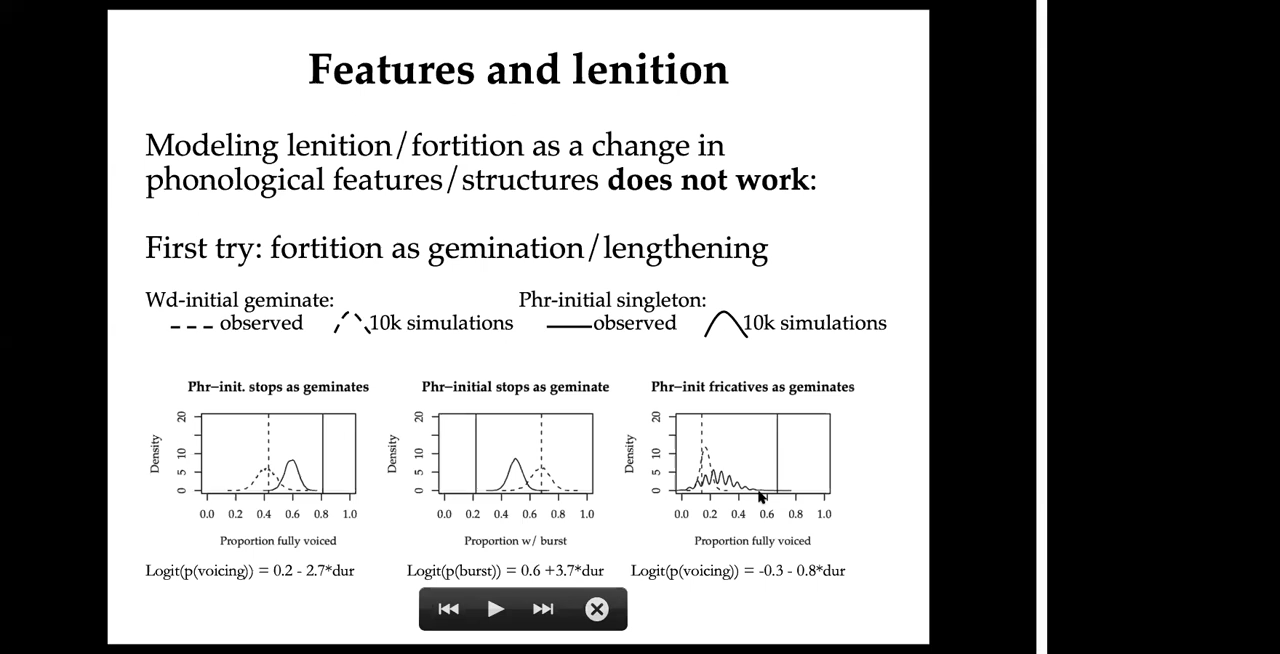 Features and lenition
Modeling lenition/fortition as a change in
phonological features/structures does not work:
First try: fortition as gemination/lengthening
Wd-initial geminate:
observed
10k simulations
Phr-initial singleton:
observed
10k simulations
Phr−init. stops as geminates
Density
0 5 10 20
0.0 0.2 0.4 0.6 0.8 1.0
Proportion fully voiced
Logit(p(voicing)) = 0.2 - 2.7*dur
Phr−initial stops as geminate
Density
0 5 10 20
0.0 0.2 0.4 0.6 0.8 1.0
Proportion w/ burst
Logit(p(burst)) = 0.6 +3.7*dur
Phr−init fricatives as geminates
Density
0 5 10 20
0.0 0.2 0.4 0.6 0.8 1.0
Proportion fully voiced
Logit(p(voicing)) = -0.3 - 0.8*dur